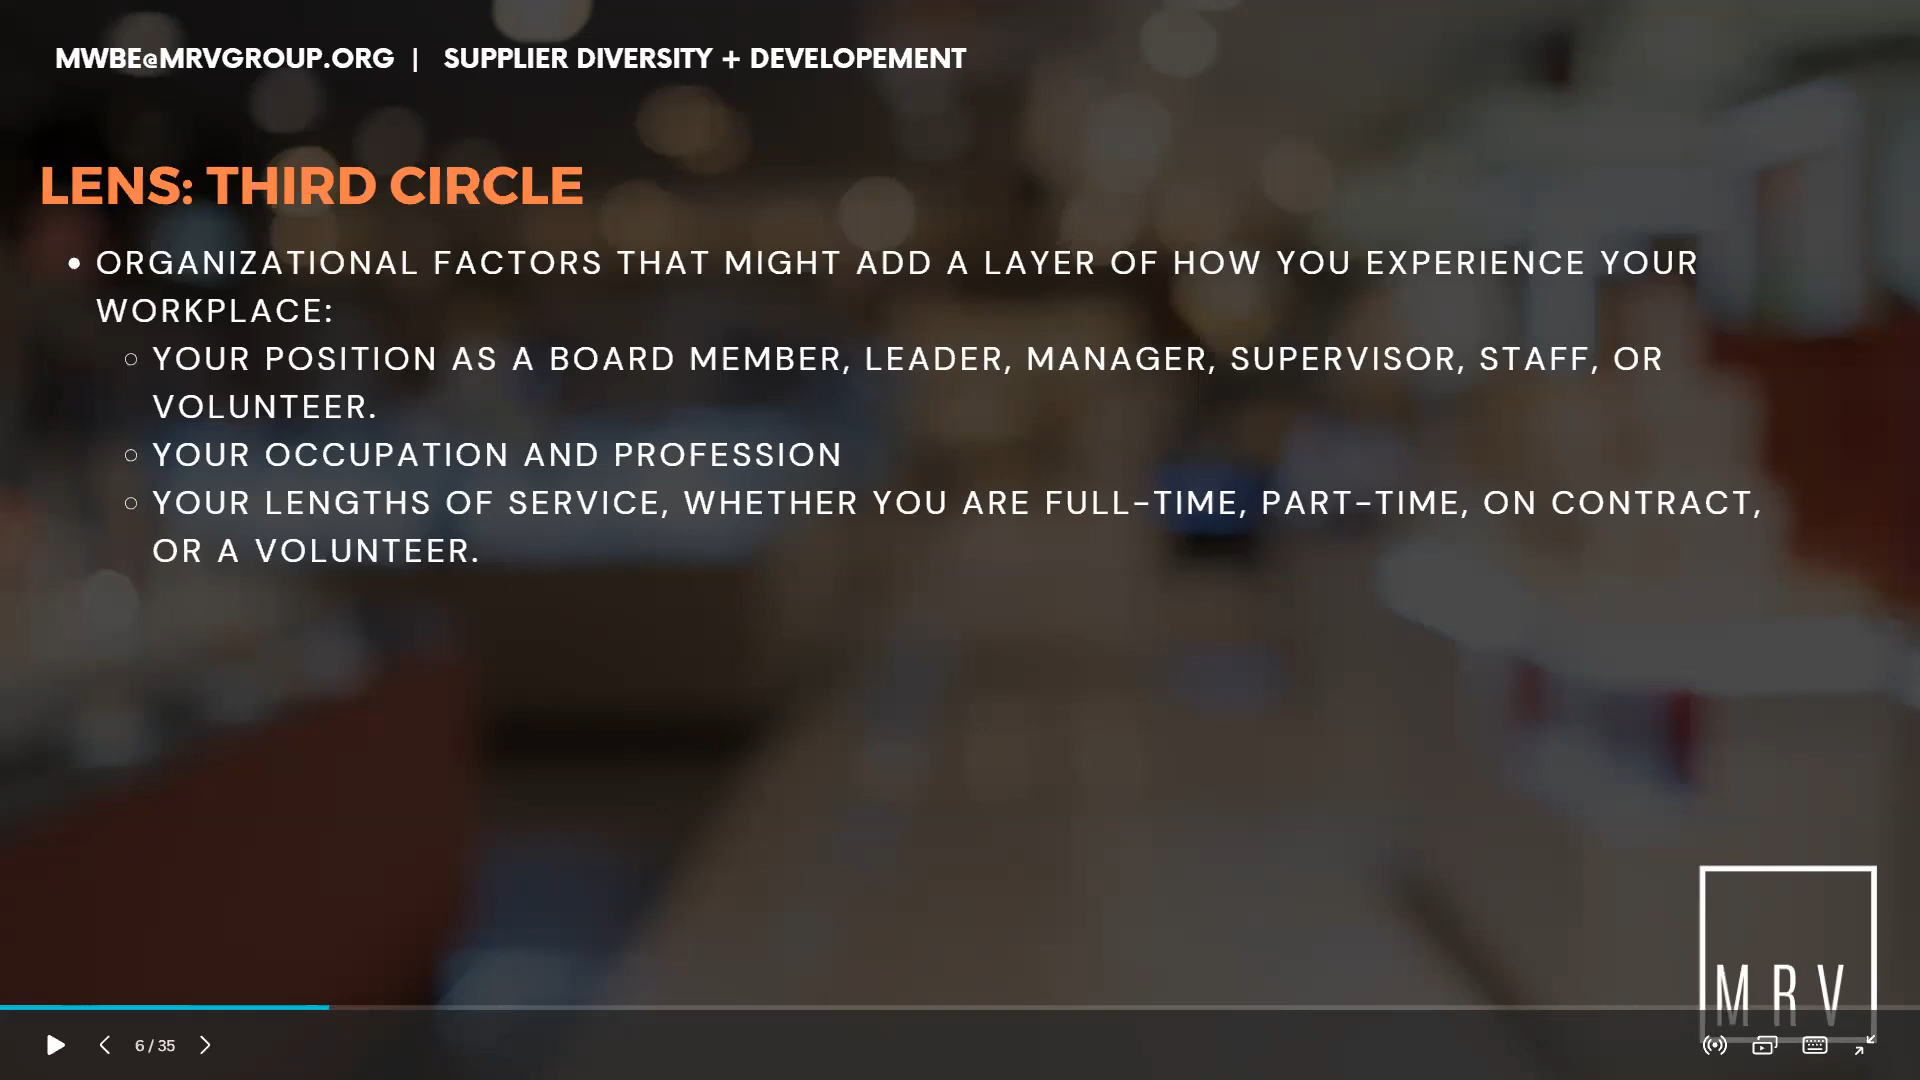 MWBE@MRVGROUP.ORG | SUPPLIER DIVERSITY + DEVELOPEMENT
LENS: THIRD CIRCLE
• ORGANIZATIONAL FACTORS THAT MIGHT ADD A LAYER OF HOW YOU EXPERIENCE YOUR
WORKPLACE:
○ YOUR POSITION AS A BOARD MEMBER, LEADER, MANAGER, SUPERVISOR, STAFF, OR
VOLUNTEER.
○ YOUR OCCUPATION AND PROFESSION
○ YOUR LENGTHS OF SERVICE, WHETHER YOU ARE FULL-TIME, PART-TIME, ON CONTRACT,
OR A VOLUNTEER.
MRV
6 / 35